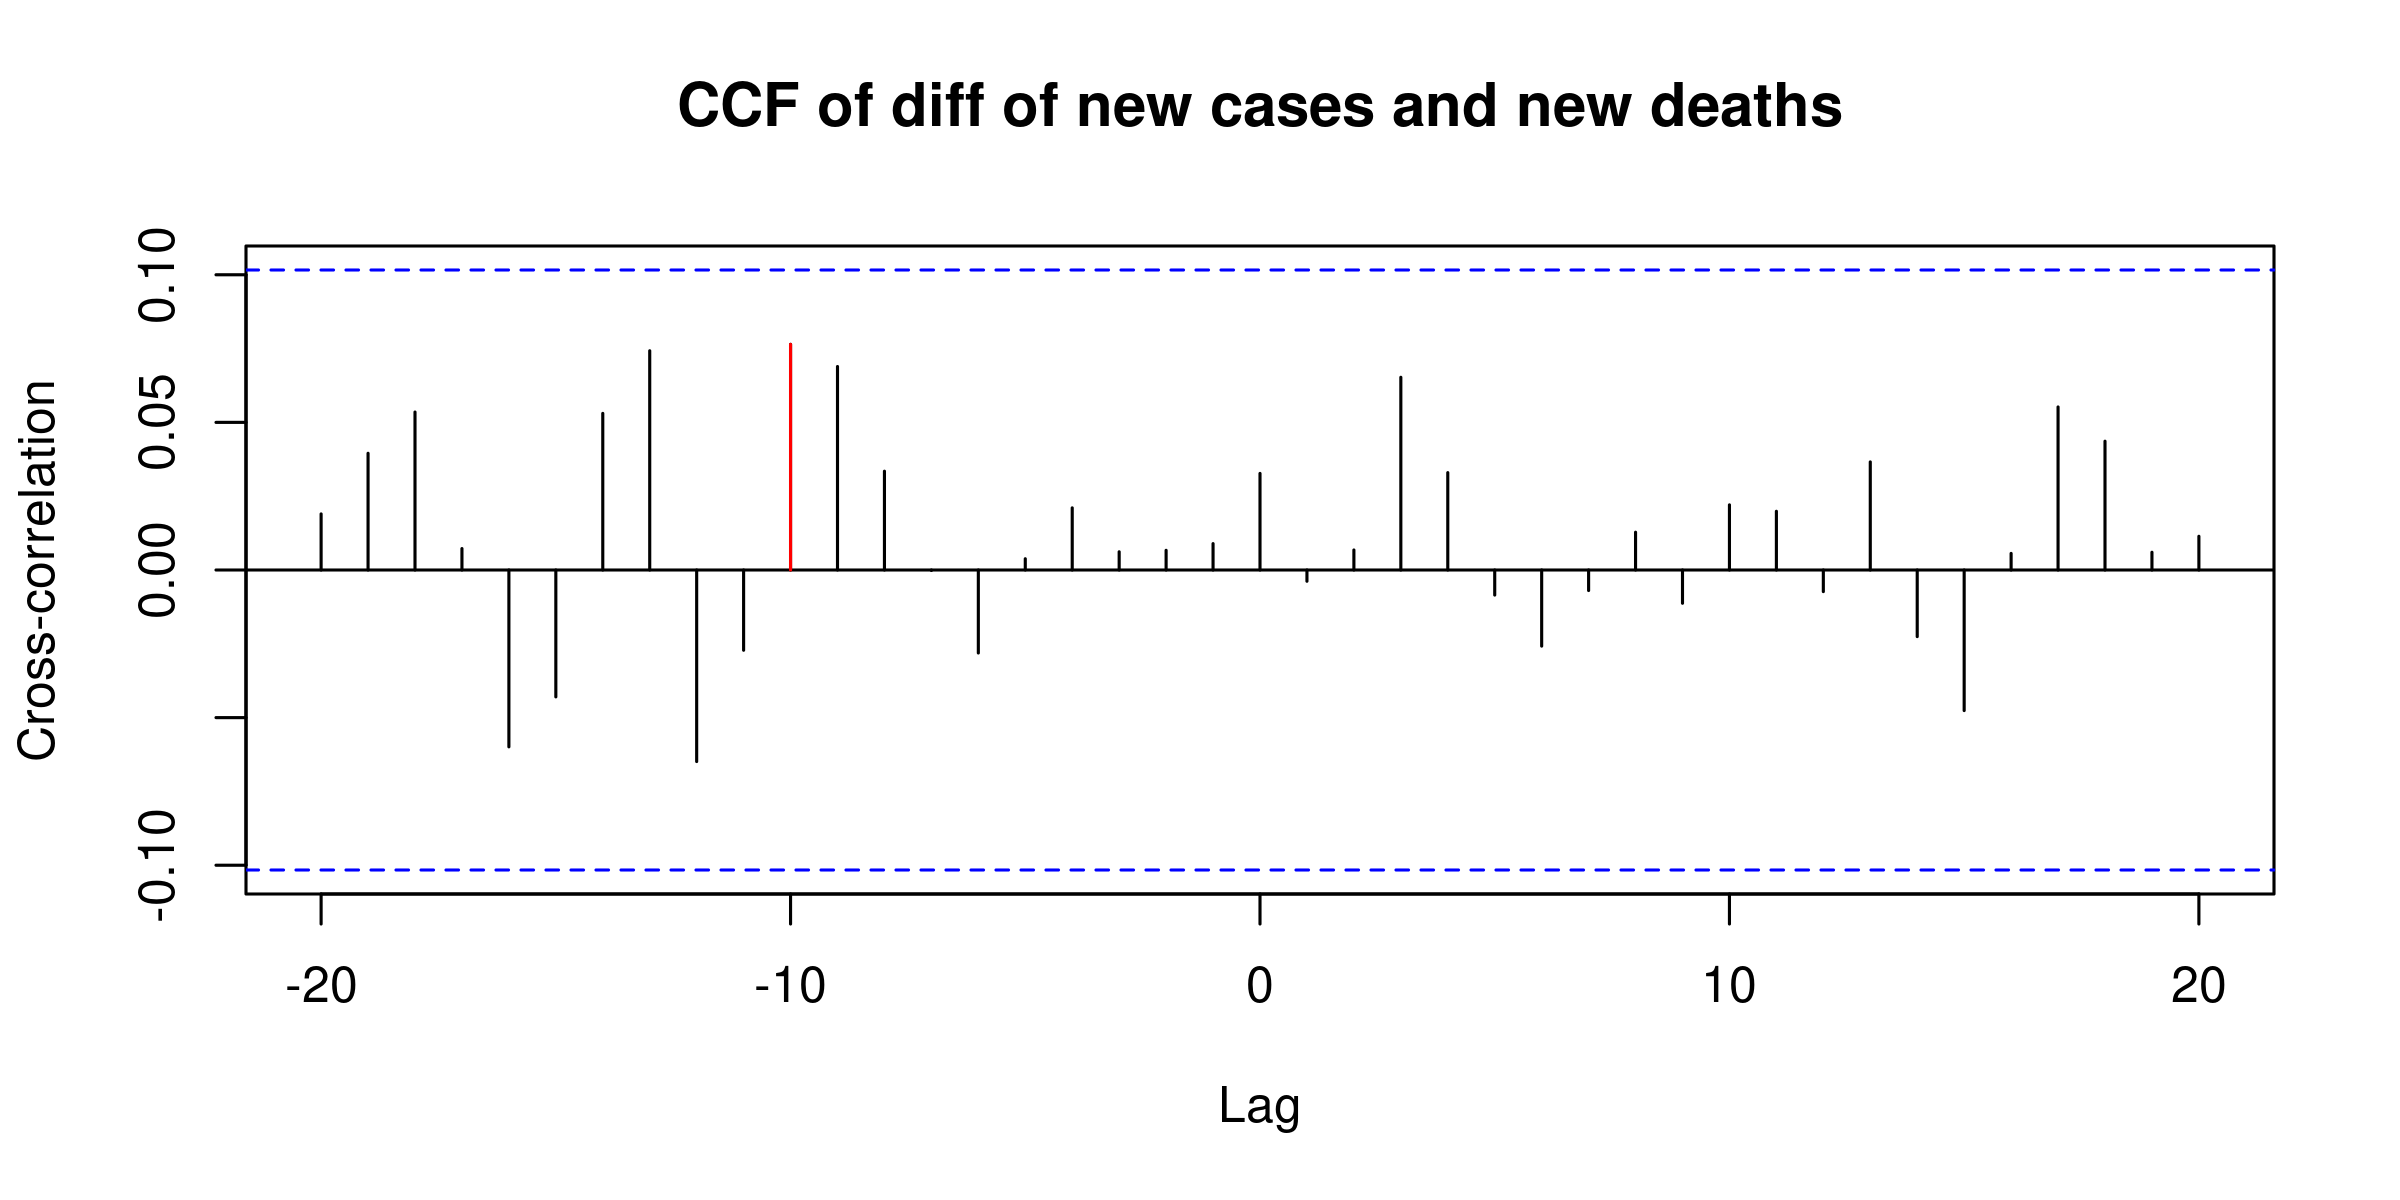 CCF of diff of new cases and new deaths
Cross-correlation
0.10
0.05
0.00
-0.10
-20 -10 0 10 20
Lag